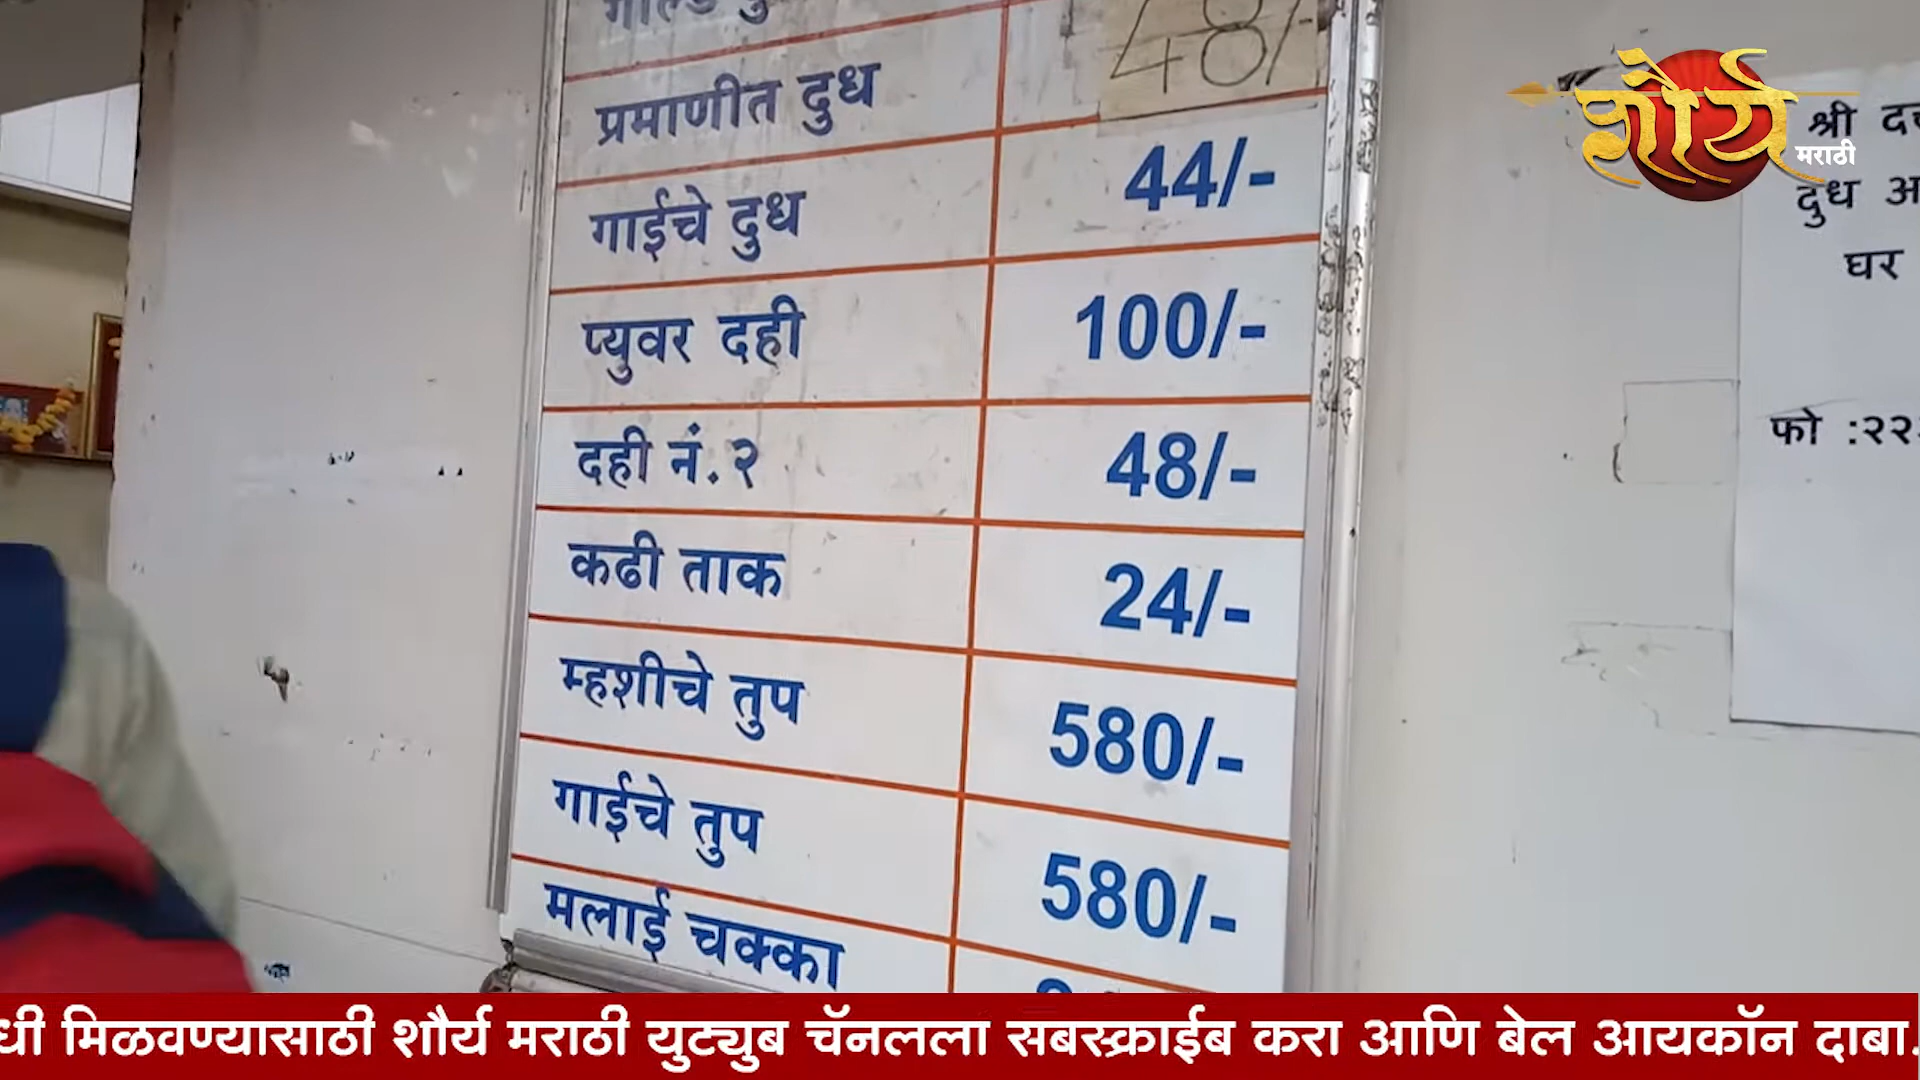 गोल्ड
प्रमाणीत दुध 48/-
गाईचे दुध 44/-
प्युवर दही 100/-
दही नं.२ 48/-
कढी ताक 24/-
म्हशीचे तुप 580/-
गाईचे तुप 580/-
मलाई चक्का
शौर्य
मराठी
श्री
दुध
घर
फो :२२
धी मिळवण्यासाठी शौर्य मराठी युट्युब चॅनलला सबस्क्राईब करा आणि बेल आयकॉन दाबा.